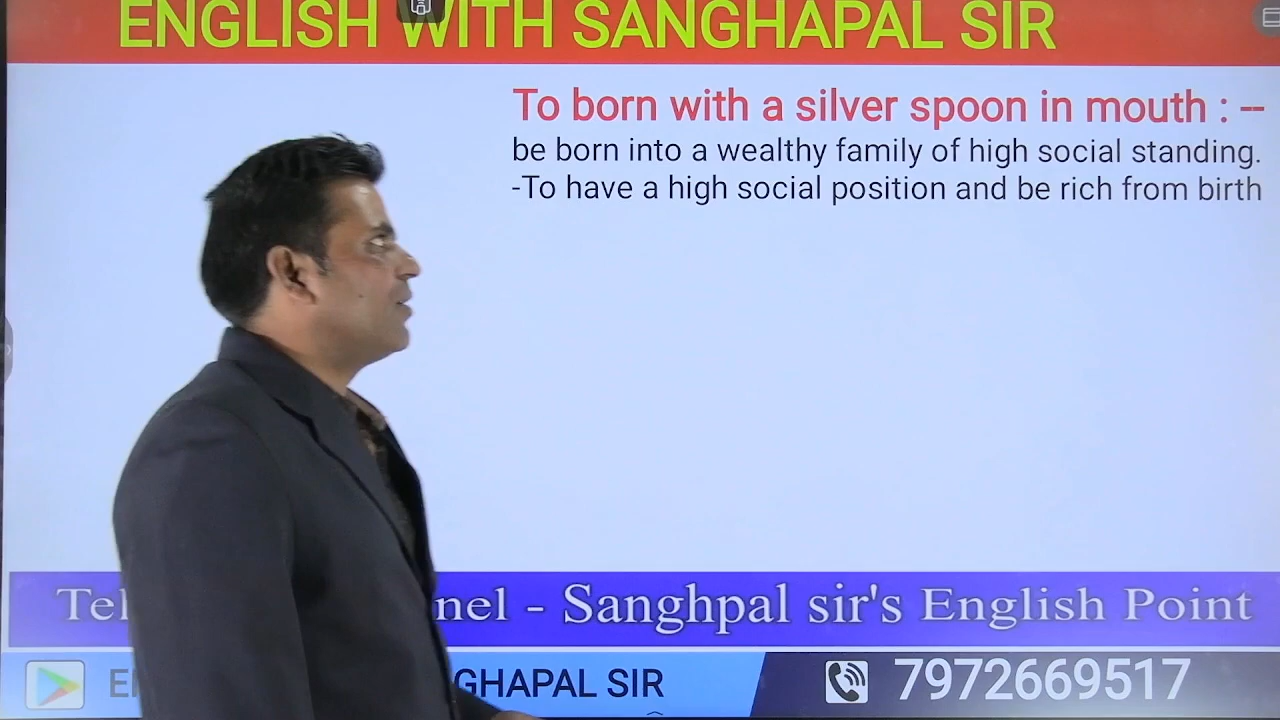 ENGLISH WITH SANGHAPAL SIR
To born with a silver spoon in mouth : --
be born into a wealthy family of high social standing.
-To have a high social position and be rich from birth
nel - Sanghpal sir's English Point
GHAPAL SIR
7972669517